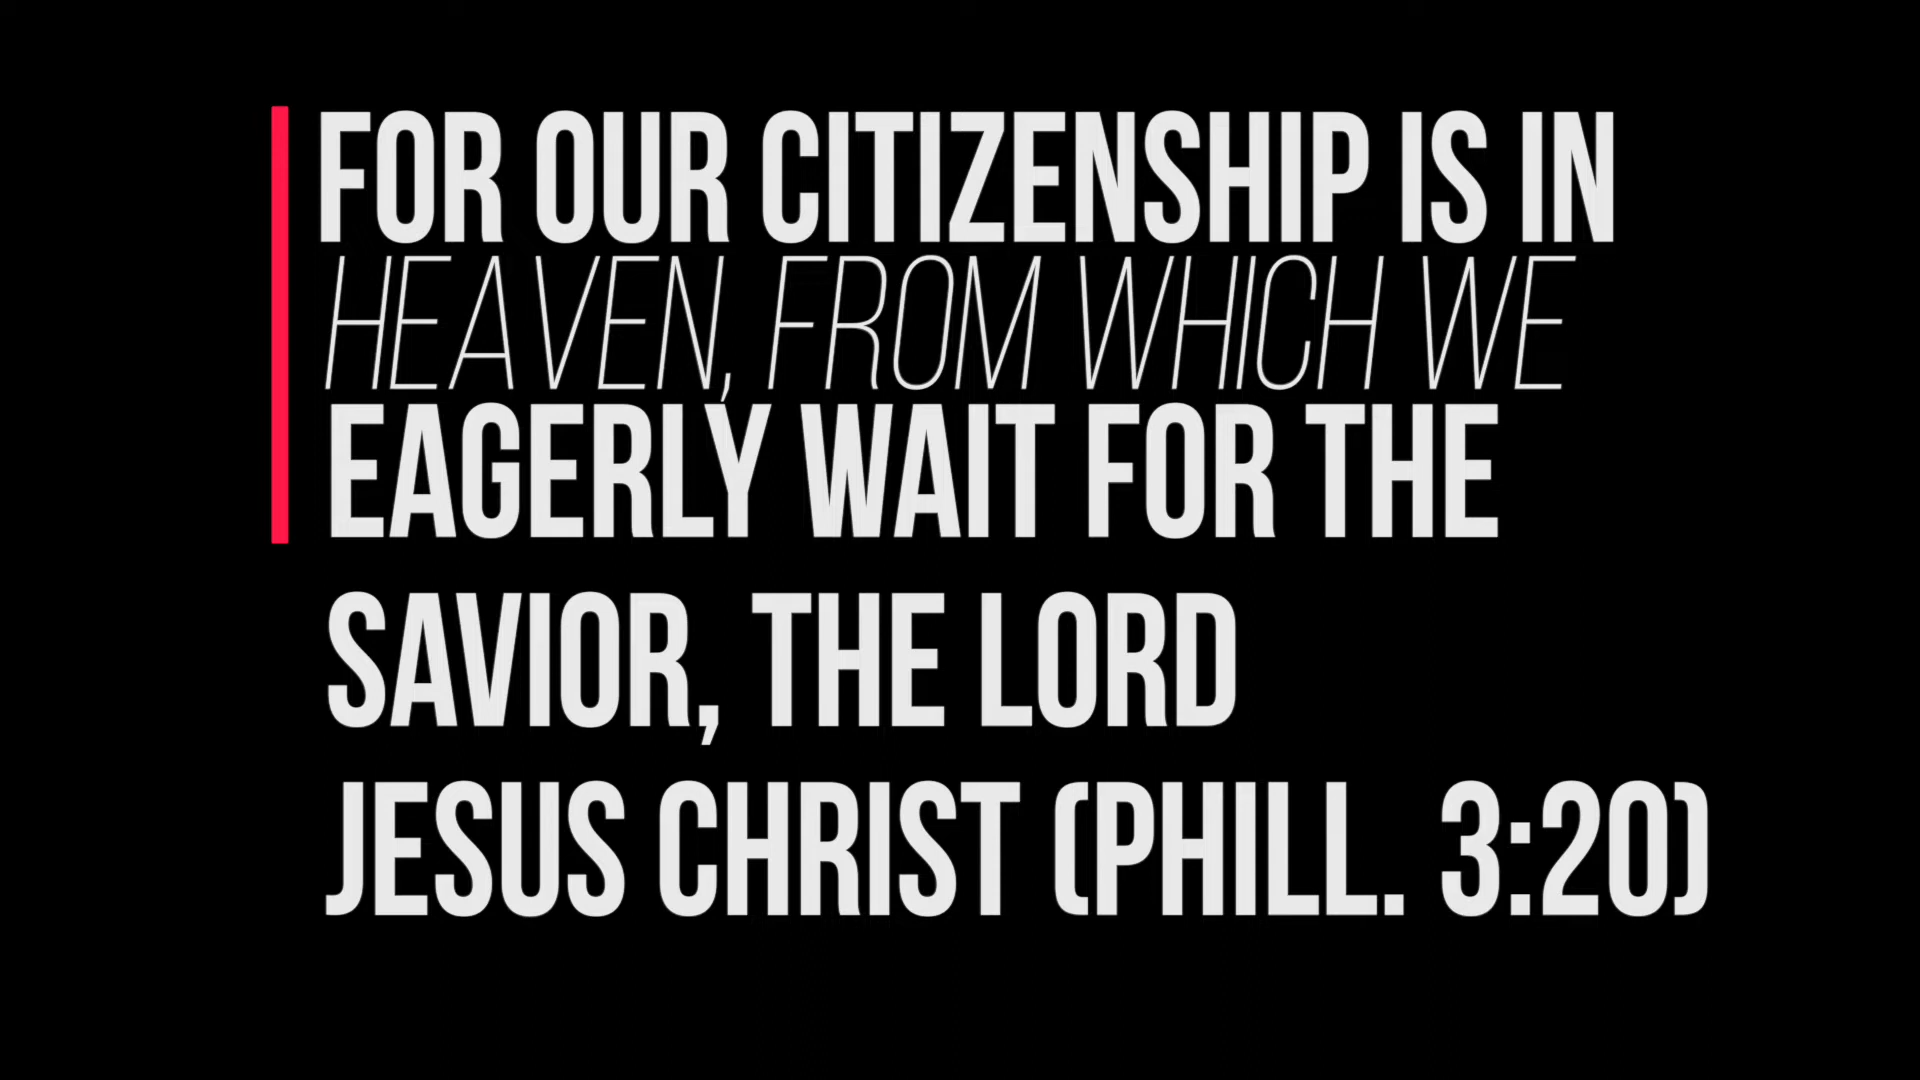 FOR OUR CITIZENSHIP IS IN
HEAVEN, FROM WHICH WE
EAGERLY WAIT FOR THE
SAVIOR, THE LORD
JESUS CHRIST (PHILL. 3:20)